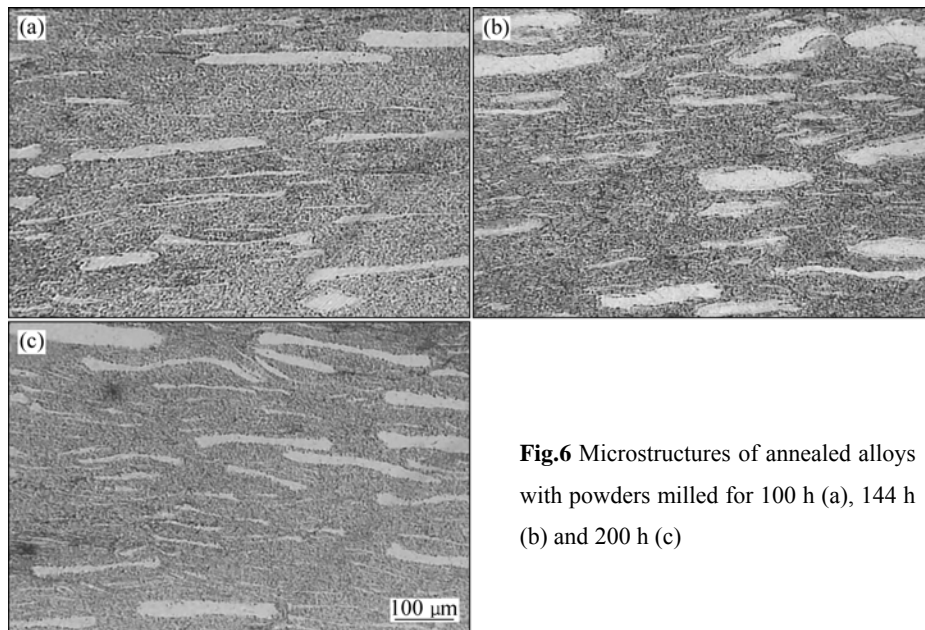 (a)
(b)
(c)
100 μm
Fig.6 Microstructures of annealed alloys
with powders milled for 100 h (a), 144 h
(b) and 200 h (c)